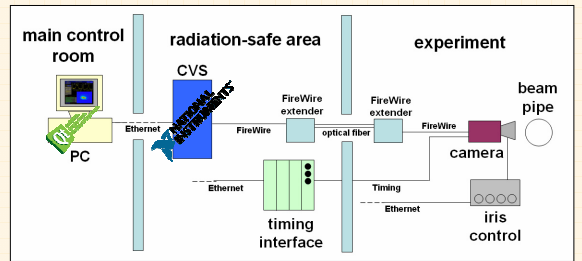 main control
room
radiation-safe area
experiment
CVS
NATIONAL
INSTRUMENTS
Qt
PC
Ethernet
FireWire
FireWire
extender
optical fiber
FireWire
extender
FireWire
camera
beam
pipe
Ethernet
timing
interface
Timing
Ethernet
iris
control